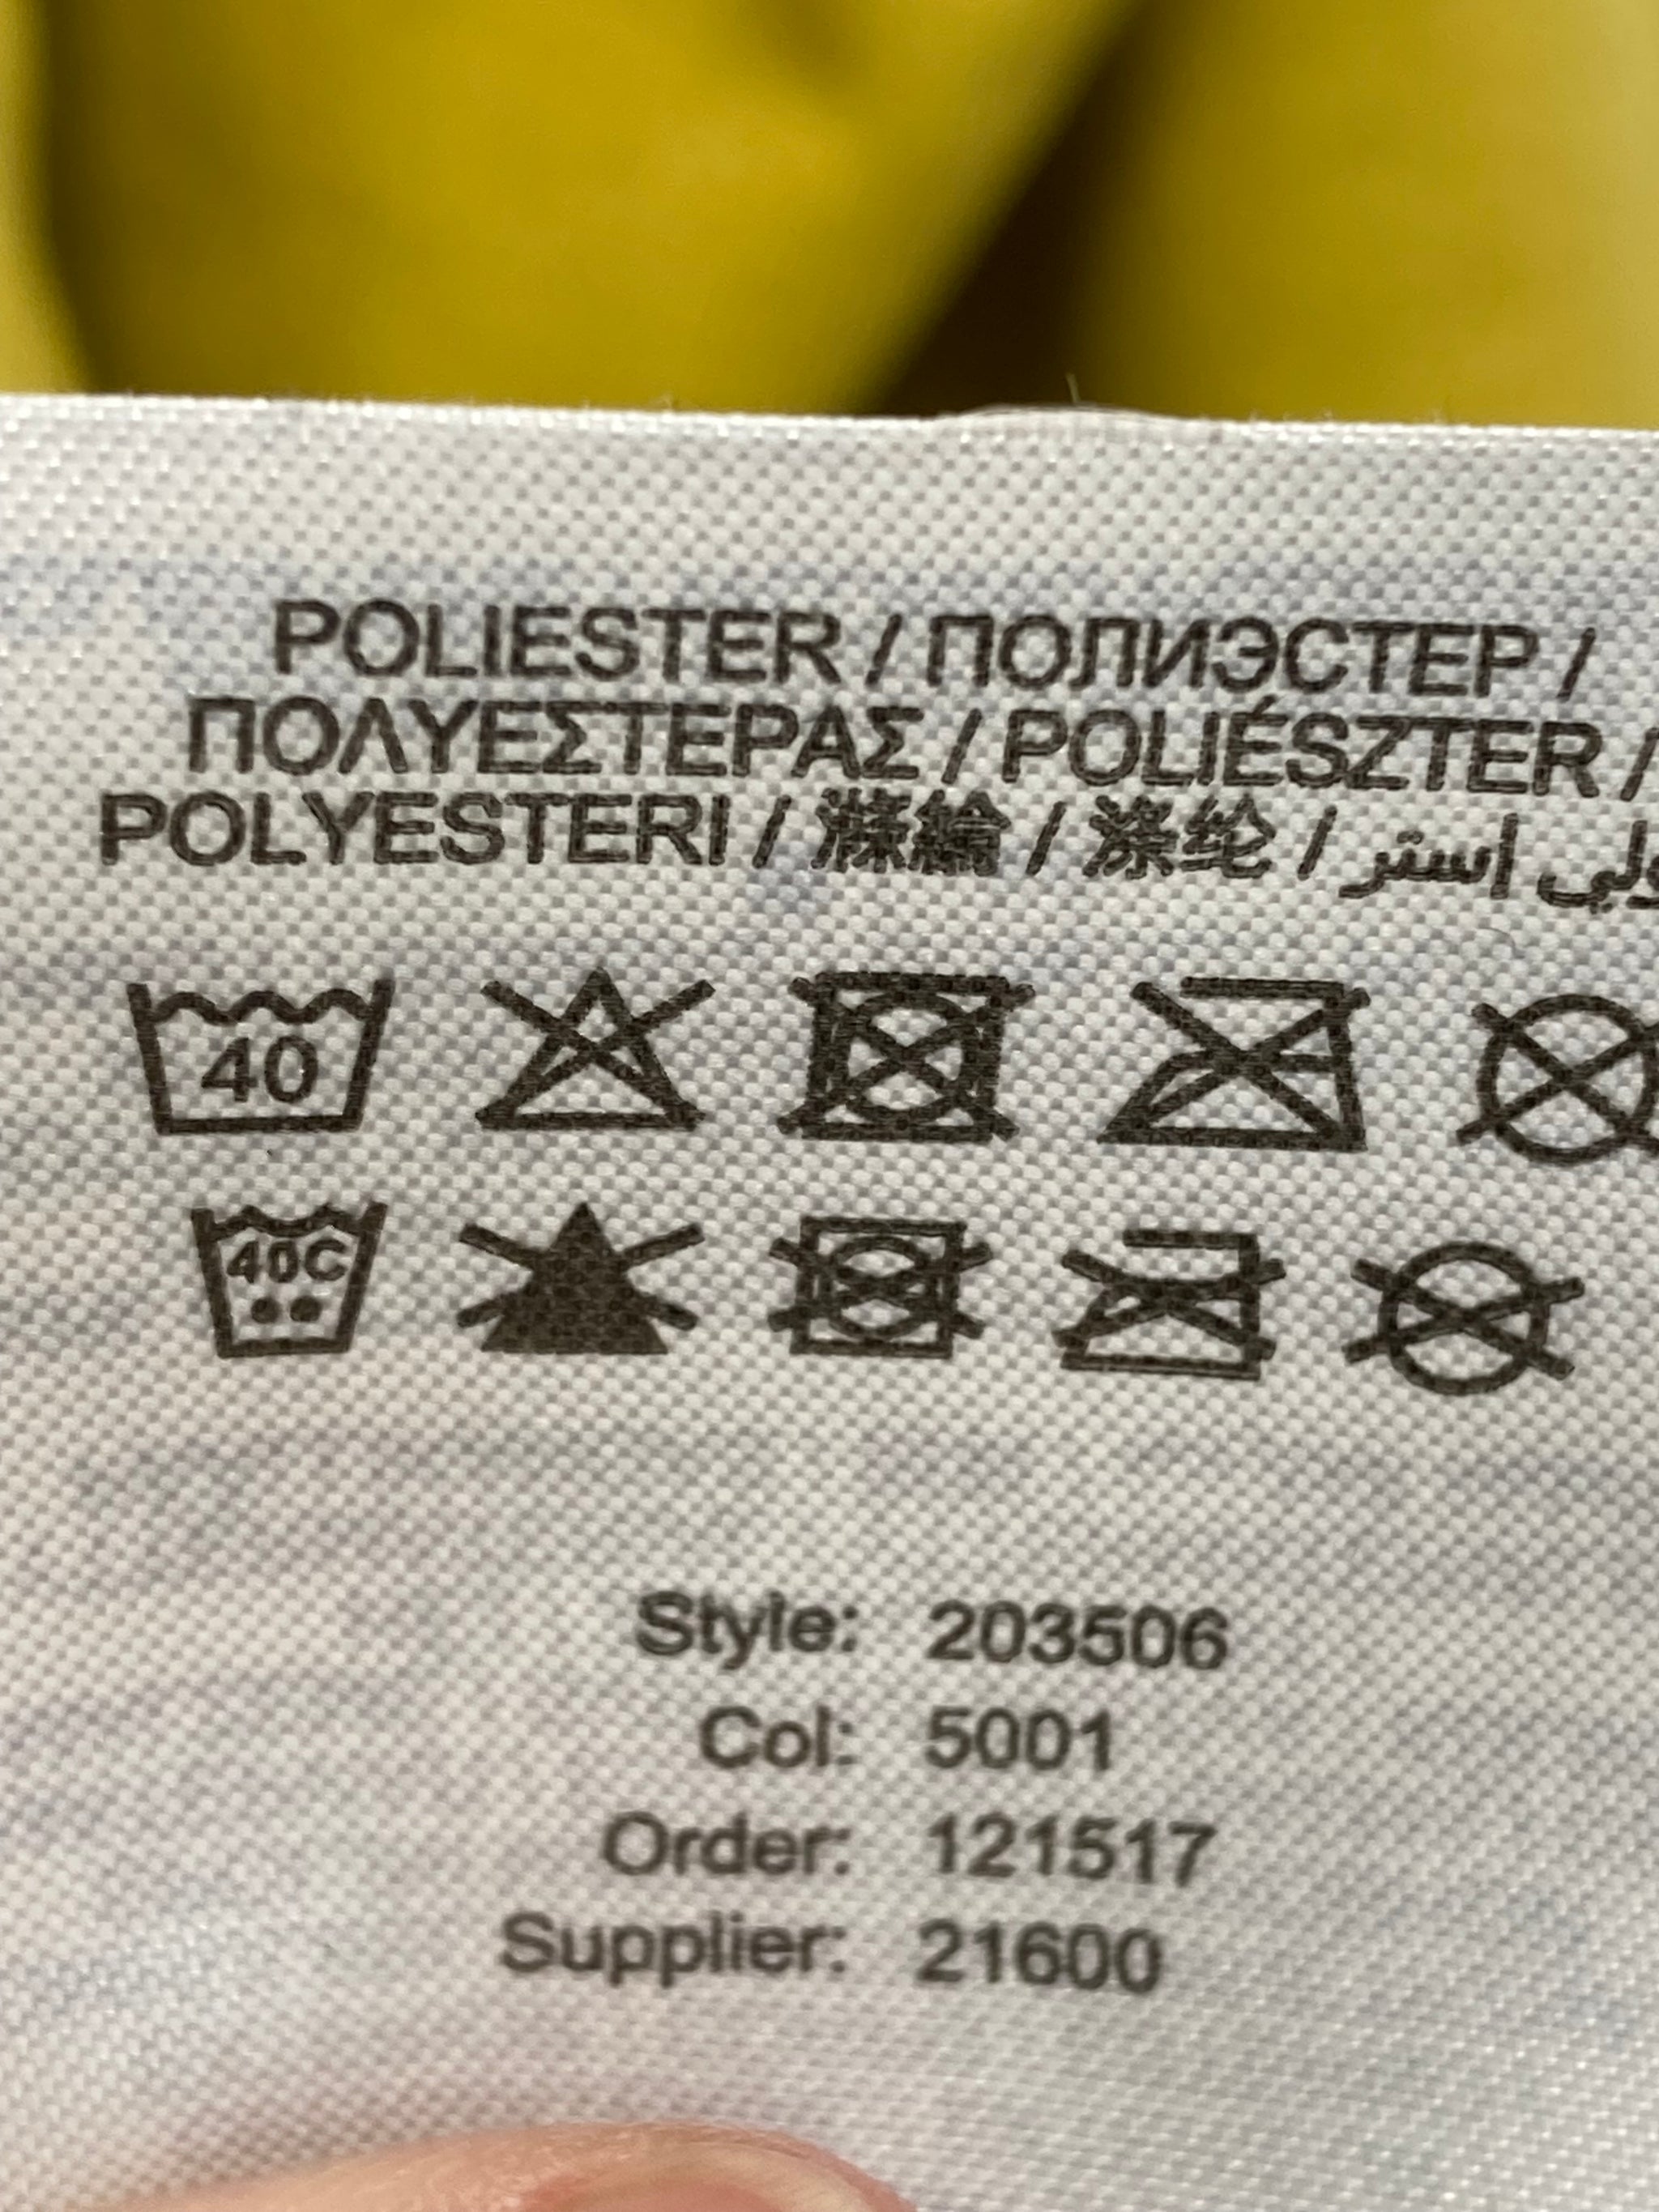 POLIESTER / ПОЛИЭСТЕР /
ΠΟΛΥΕΣΤΕΡΑΣ / POLIÉSZTER /
POLYESTERI / 滌綸 / 涤纶 / استر
40
40C
Style: 203506
Col: 5001
Order: 121517
Supplier: 21600